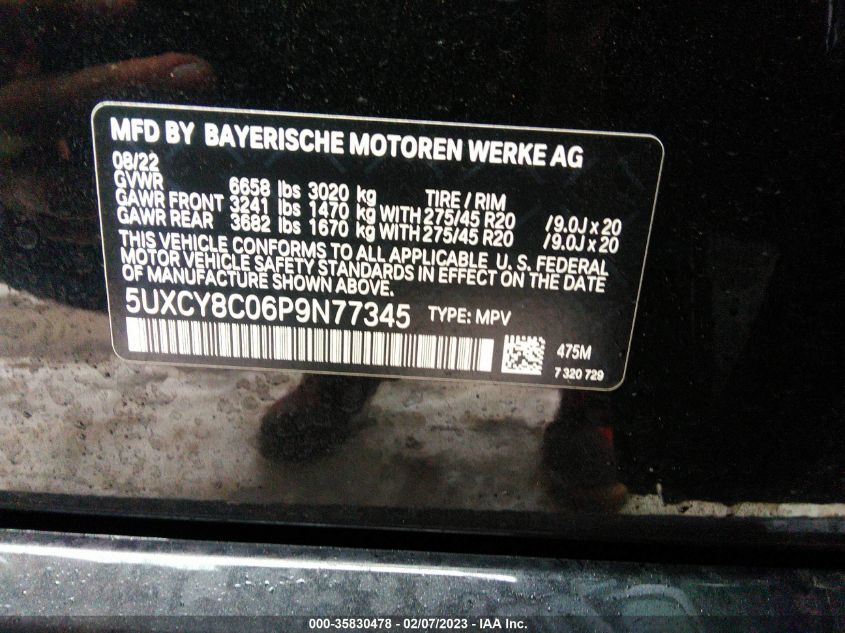 MFD BY BAYERISCHE MOTOREN WERKE AG
08/22
GVWR 6658 lbs 3020 kg TIRE / RIM
GAWR FRONT 3241 lbs 1470 kg WITH 275/45 R20 /9.0J x 20
GAWR REAR 3682 lbs 1670 kg WITH 275/45 R20 /9.0J x 20
THIS VEHICLE CONFORMS TO ALL APPLICABLE U. S. FEDERAL
MOTOR VEHICLE SAFETY STANDARDS IN EFFECT ON THE DATE
OF MANUFACTURE SHOWN ABOVE.
5UXCY8C06P9N77345 TYPE: MPV
475M
7 320 729
000-35830478 - 02/07/2023 - IAA Inc.